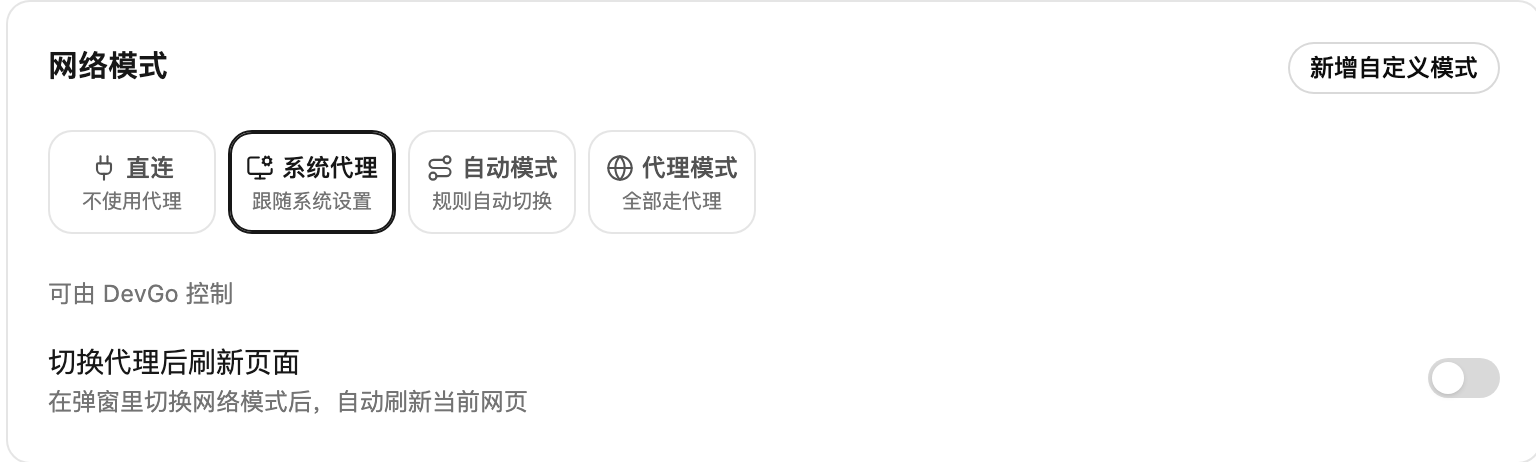 网络模式
新增自定义模式
直连
不使用代理
系统代理
跟随系统设置
自动模式
规则自动切换
代理模式
全部走代理
可由 DevGo 控制
切换代理后刷新页面
在弹窗里切换网络模式后，自动刷新当前网页